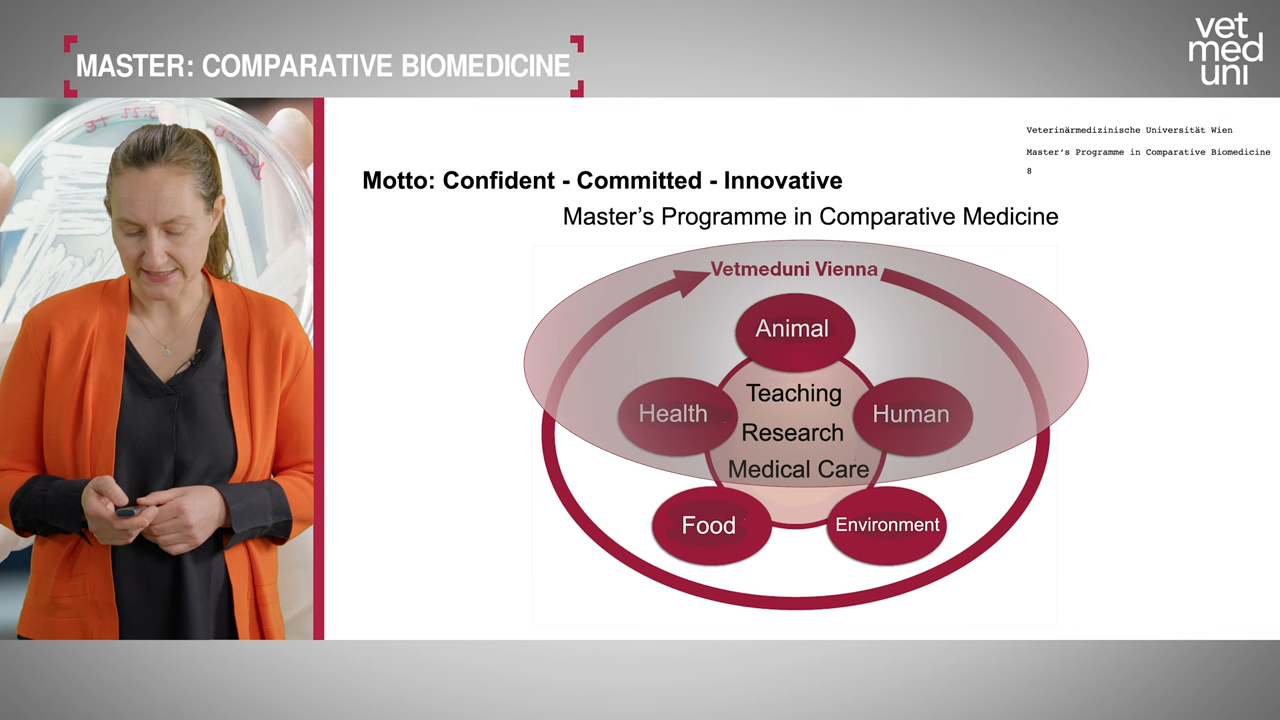 MASTER: COMPARATIVE BIOMEDICINE
vet
med
uni
Veterinärmedizinische Universität Wien
Master's Programme in Comparative Biomedicine
8
Motto: Confident - Committed - Innovative
Master's Programme in Comparative Medicine
Vetmeduni Vienna
Animal
Teaching
Health
Human
Research
Medical Care
Food
Environment